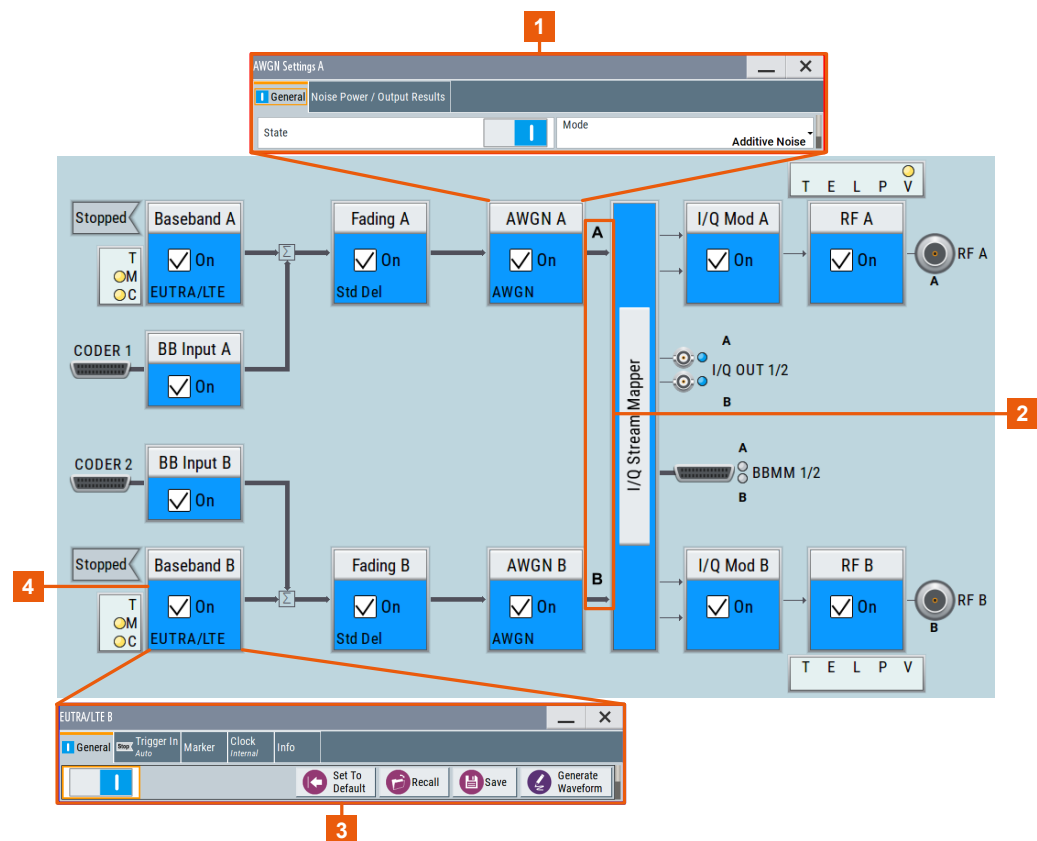 1
AWGN Settings A
General
Noise Power / Output Results
State
Mode
Additive Noise
T E L P V
Stopped
Baseband A
On
EUTRA/LTE
T
M
C
Σ
Fading A
On
Std Del
AWGN A
On
AWGN
A
I/Q Mod A
On
RF A
On
RF A
A
CODER 1
BB Input A
On
I/Q Stream Mapper
A
I/Q OUT 1/2
B
2
CODER 2
BB Input B
On
A
BBMM 1/2
B
Stopped
Baseband B
On
EUTRA/LTE
T
M
C
4
Σ
Fading B
On
Std Del
AWGN B
On
AWGN
B
I/Q Mod B
On
RF B
On
RF B
B
T E L P V
EUTRA/LTE B
General
Stop
Trigger In
Auto
Marker
Clock
Internal
Info
Set To
Default
Recall
Save
Generate
Waveform
3